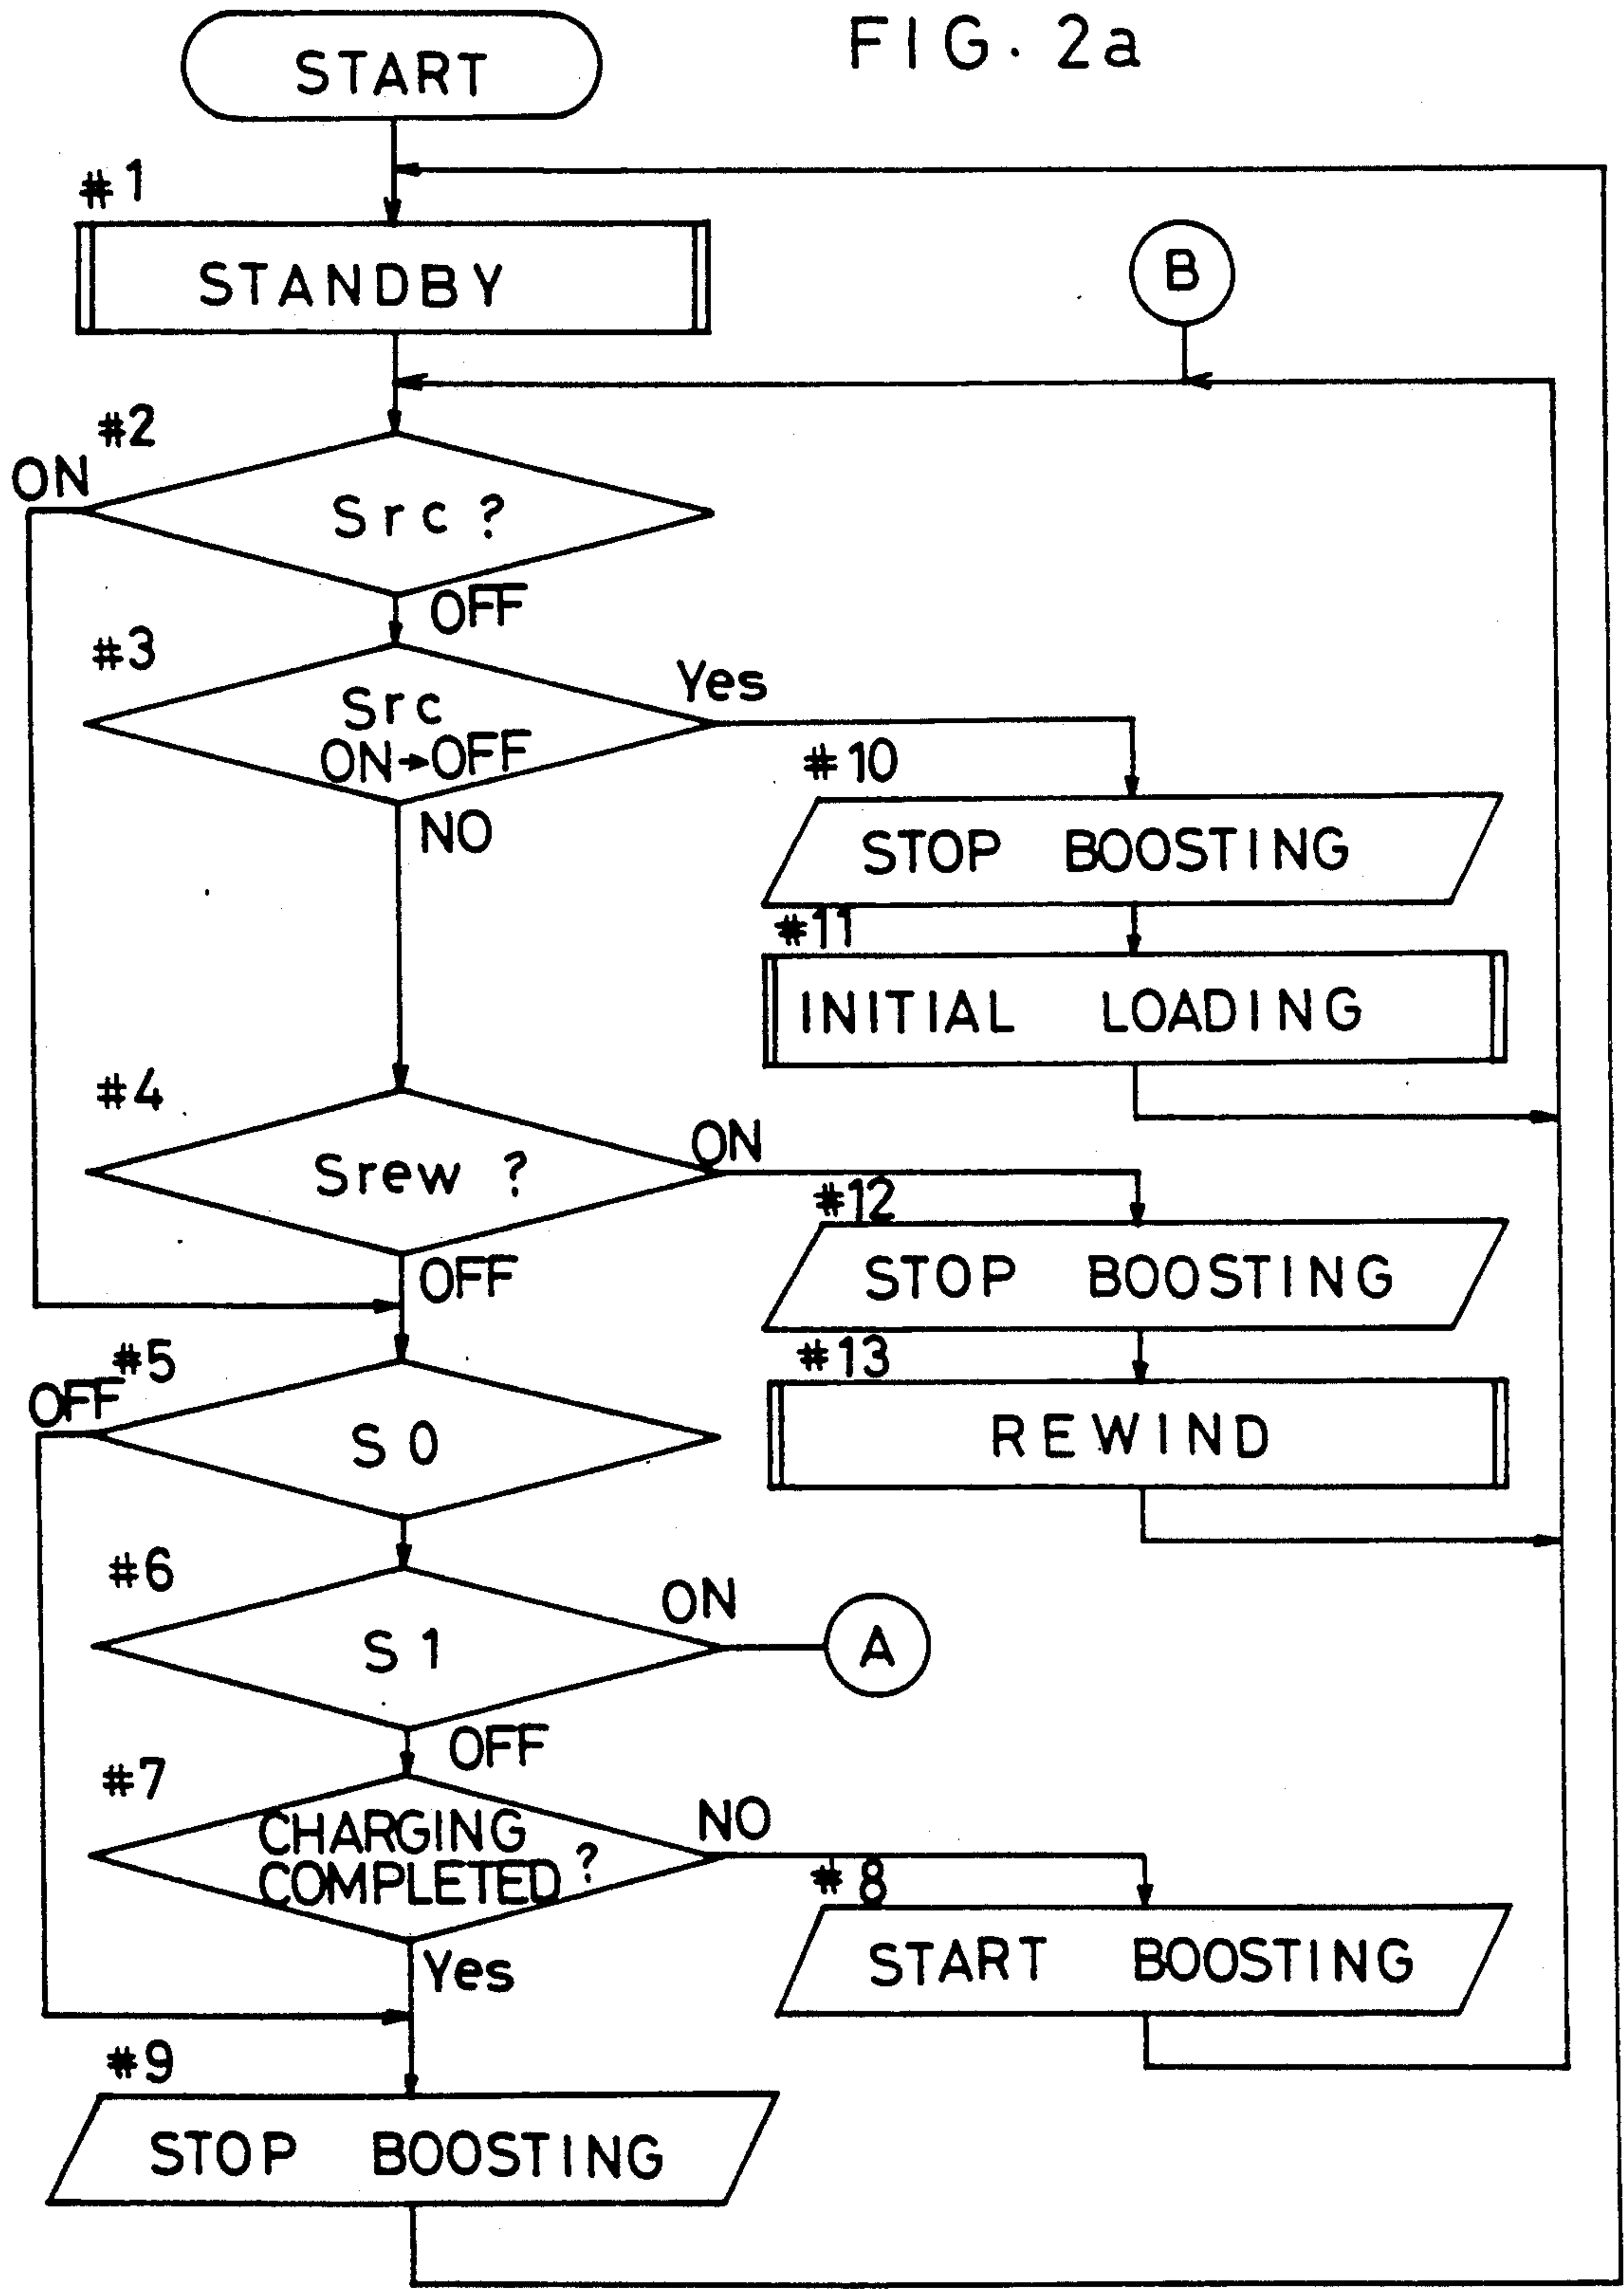 FIG. 2a
START
#1
STANDBY
B
#2
ON
Src ?
OFF
#3
Src
ON→OFF
Yes
NO
#10
STOP BOOSTING
#11
INITIAL LOADING
#4
Srew ?
ON
OFF
#12
STOP BOOSTING
#13
REWIND
#5
OFF
S0
#6
S1
ON
A
OFF
#7
CHARGING
COMPLETED ?
NO
Yes
#8
START BOOSTING
#9
STOP BOOSTING